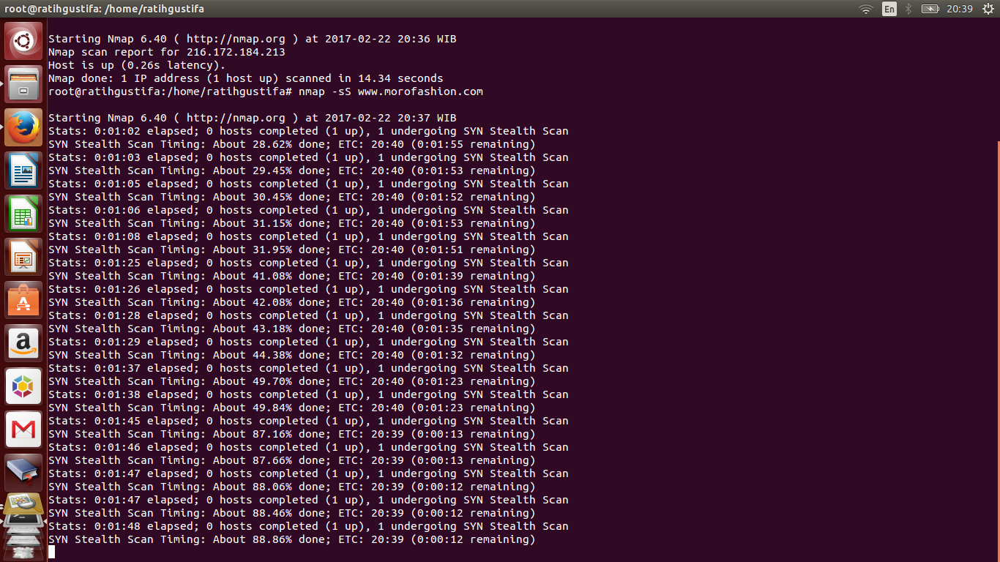 root@ratihgustifa: /home/ratihgustifa
En
20:39
Starting Nmap 6.40 ( http://nmap.org ) at 2017-02-22 20:36 WIB
Nmap scan report for 216.172.184.213
Host is up (0.26s latency).
Nmap done: 1 IP address (1 host up) scanned in 14.34 seconds
root@ratihgustifa:/home/ratihgustifa# nmap -sS www.morofashion.com
Starting Nmap 6.40 ( http://nmap.org ) at 2017-02-22 20:37 WIB
Stats: 0:01:02 elapsed; 0 hosts completed (1 up), 1 undergoing SYN Stealth Scan
SYN Stealth Scan Timing: About 28.62% done; ETC: 20:40 (0:01:55 remaining)
Stats: 0:01:03 elapsed; 0 hosts completed (1 up), 1 undergoing SYN Stealth Scan
SYN Stealth Scan Timing: About 29.45% done; ETC: 20:40 (0:01:53 remaining)
Stats: 0:01:05 elapsed; 0 hosts completed (1 up), 1 undergoing SYN Stealth Scan
SYN Stealth Scan Timing: About 30.45% done; ETC: 20:40 (0:01:52 remaining)
Stats: 0:01:06 elapsed; 0 hosts completed (1 up), 1 undergoing SYN Stealth Scan
SYN Stealth Scan Timing: About 31.15% done; ETC: 20:40 (0:01:53 remaining)
Stats: 0:01:08 elapsed; 0 hosts completed (1 up), 1 undergoing SYN Stealth Scan
SYN Stealth Scan Timing: About 31.95% done; ETC: 20:40 (0:01:51 remaining)
Stats: 0:01:25 elapsed; 0 hosts completed (1 up), 1 undergoing SYN Stealth Scan
SYN Stealth Scan Timing: About 41.08% done; ETC: 20:40 (0:01:39 remaining)
Stats: 0:01:26 elapsed; 0 hosts completed (1 up), 1 undergoing SYN Stealth Scan
SYN Stealth Scan Timing: About 42.08% done; ETC: 20:40 (0:01:36 remaining)
Stats: 0:01:28 elapsed; 0 hosts completed (1 up), 1 undergoing SYN Stealth Scan
SYN Stealth Scan Timing: About 43.18% done; ETC: 20:40 (0:01:35 remaining)
Stats: 0:01:29 elapsed; 0 hosts completed (1 up), 1 undergoing SYN Stealth Scan
SYN Stealth Scan Timing: About 44.38% done; ETC: 20:40 (0:01:32 remaining)
Stats: 0:01:37 elapsed; 0 hosts completed (1 up), 1 undergoing SYN Stealth Scan
SYN Stealth Scan Timing: About 49.70% done; ETC: 20:40 (0:01:23 remaining)
Stats: 0:01:38 elapsed; 0 hosts completed (1 up), 1 undergoing SYN Stealth Scan
SYN Stealth Scan Timing: About 49.84% done; ETC: 20:40 (0:01:23 remaining)
Stats: 0:01:45 elapsed; 0 hosts completed (1 up), 1 undergoing SYN Stealth Scan
SYN Stealth Scan Timing: About 87.16% done; ETC: 20:39 (0:00:13 remaining)
Stats: 0:01:46 elapsed; 0 hosts completed (1 up), 1 undergoing SYN Stealth Scan
SYN Stealth Scan Timing: About 87.66% done; ETC: 20:39 (0:00:13 remaining)
Stats: 0:01:47 elapsed; 0 hosts completed (1 up), 1 undergoing SYN Stealth Scan
SYN Stealth Scan Timing: About 88.06% done; ETC: 20:39 (0:00:12 remaining)
Stats: 0:01:47 elapsed; 0 hosts completed (1 up), 1 undergoing SYN Stealth Scan
SYN Stealth Scan Timing: About 88.46% done; ETC: 20:39 (0:00:12 remaining)
Stats: 0:01:48 elapsed; 0 hosts completed (1 up), 1 undergoing SYN Stealth Scan
SYN Stealth Scan Timing: About 88.86% done; ETC: 20:39 (0:00:12 remaining)